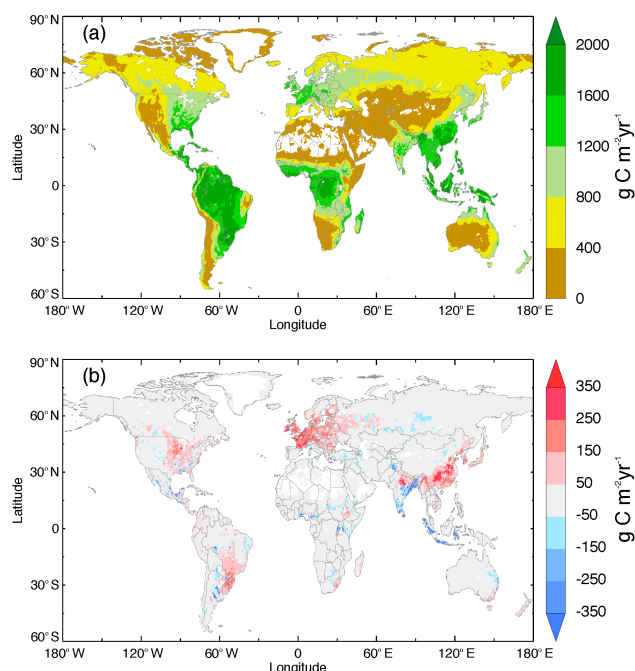 90° N
(a)
60° N
30° N
0
30° S
60° S
Latitude
180° W
120° W
60° W
0
60° E
120° E
180° E
Longitude
2000
1600
1200
800
400
0
g C m⁻²yr⁻¹
90° N
(b)
60° N
30° N
0
30° S
60° S
Latitude
180° W
120° W
60° W
0
60° E
120° E
180° E
Longitude
350
250
150
50
-50
-150
-250
-350
g C m⁻²yr⁻¹